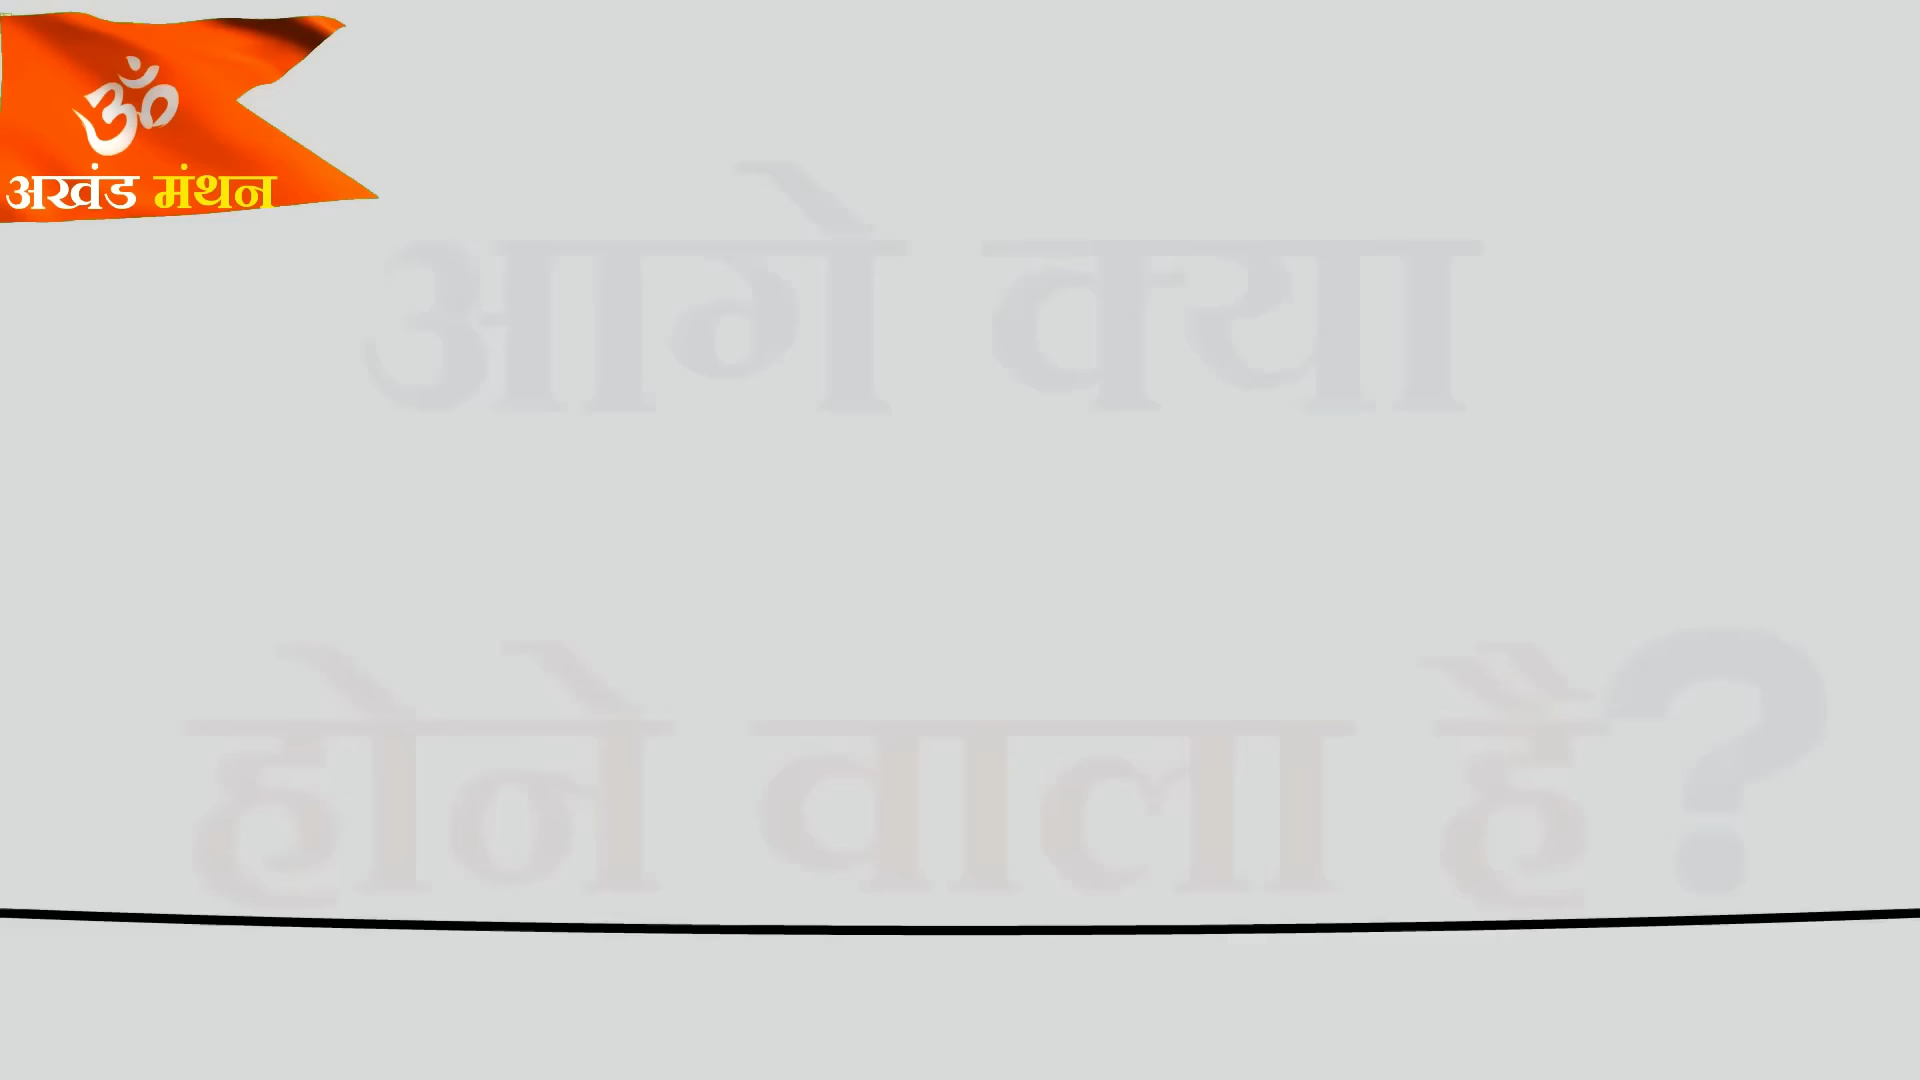 ॐ
अखंड मंथन
आगे क्या
होने वाला है?